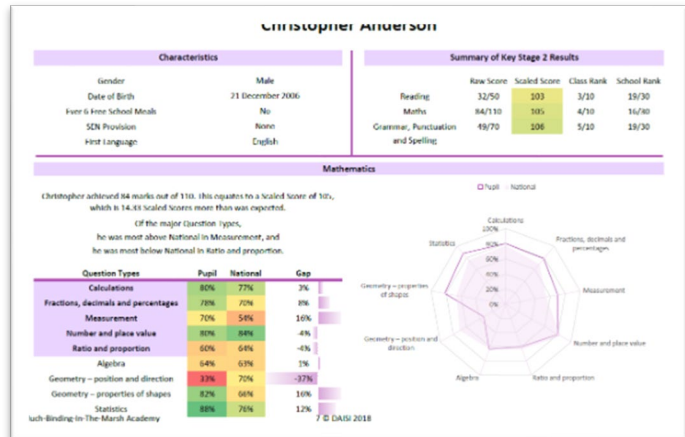 Christopher Anderson
Characteristics
Gender Male
Date of Birth 21 December 2006
Ever 6 Free School Meals No
SEN Provision None
First Language English
Summary of Key Stage 2 Results
Raw Score Scaled Score Class Rank School Rank
Reading 32/50 103 3/10 19/30
Maths 84/110 105 4/10 16/30
Grammar, Punctuation 49/70 106 5/10 19/30
and Spelling
Mathematics
Christopher achieved 84 marks out of 110. This equates to a Scaled Score of 105,
which is 14.33 Scaled Scores more than was expected.
Of the major Question Types,
he was most above National in Measurement, and
he was most below National in Ratio and proportion.
Question Types Pupil National Gap
Calculations 80% 77% 3%
Fractions, decimals and percentages 78% 70% 8%
Measurement 70% 54% 16%
Number and place value 80% 84% -4%
Ratio and proportion 60% 64% -4%
Algebra 64% 63% 1%
Geometry – position and direction 33% 70% -37%
Geometry – properties of shapes 82% 66% 16%
Statistics 88% 76% 12%
Pupil National
Calculations
100%
80%
60%
40%
20%
0%
Fractions, decimals and
percentages
Measurement
Number and place value
Ratio and proportion
Algebra
Geometry – position and
direction
Geometry – properties
of shapes
Statistics
uch-Binding-In-The-Marsh Academy 7 © DAISI 2018